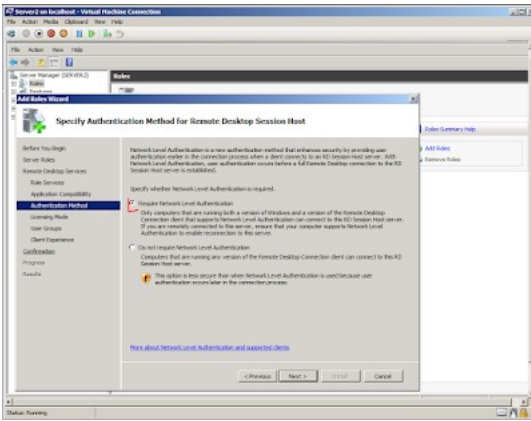 Server2 on localhost - Virtual Machine Connection
File Action Media Clipboard View Help
File Action View Help
Server Manager (SERVER2)
Roles
Roles
Features
Add Roles Wizard
Specify Authentication Method for Remote Desktop Session Host
Roles Summary Help
Add Roles
Remove Roles
Before You Begin
Server Roles
Remote Desktop Services
Role Services
Application Compatibility
Authentication Method
Licensing Mode
User Groups
Client Experience
Confirmation
Progress
Results
Network Level Authentication is a new authentication method that enhances security by providing user
authentication earlier in the connection process when a client connects to an RD Session Host server. With
Network Level Authentication, user authentication occurs before a full Remote Desktop connection to the RD
Session Host server is established.
Specify whether Network Level Authentication is required.
Require Network Level Authentication
Only computers that are running both a version of Windows and a version of the Remote Desktop
Connection client that supports Network Level Authentication can connect to this RD Session Host server.
If you are remotely connected to this server, ensure that your computer supports Network Level
Authentication to enable reconnection to this server.
Do not require Network Level Authentication
Computers that are running any version of the Remote Desktop Connection client can connect to this RD
Session Host server.
This option is less secure than when Network Level Authentication is used because user
authentication occurs later in the connection process.
More about Network Level Authentication and supported clients
< Previous
Next >
Install
Cancel
Status: Running